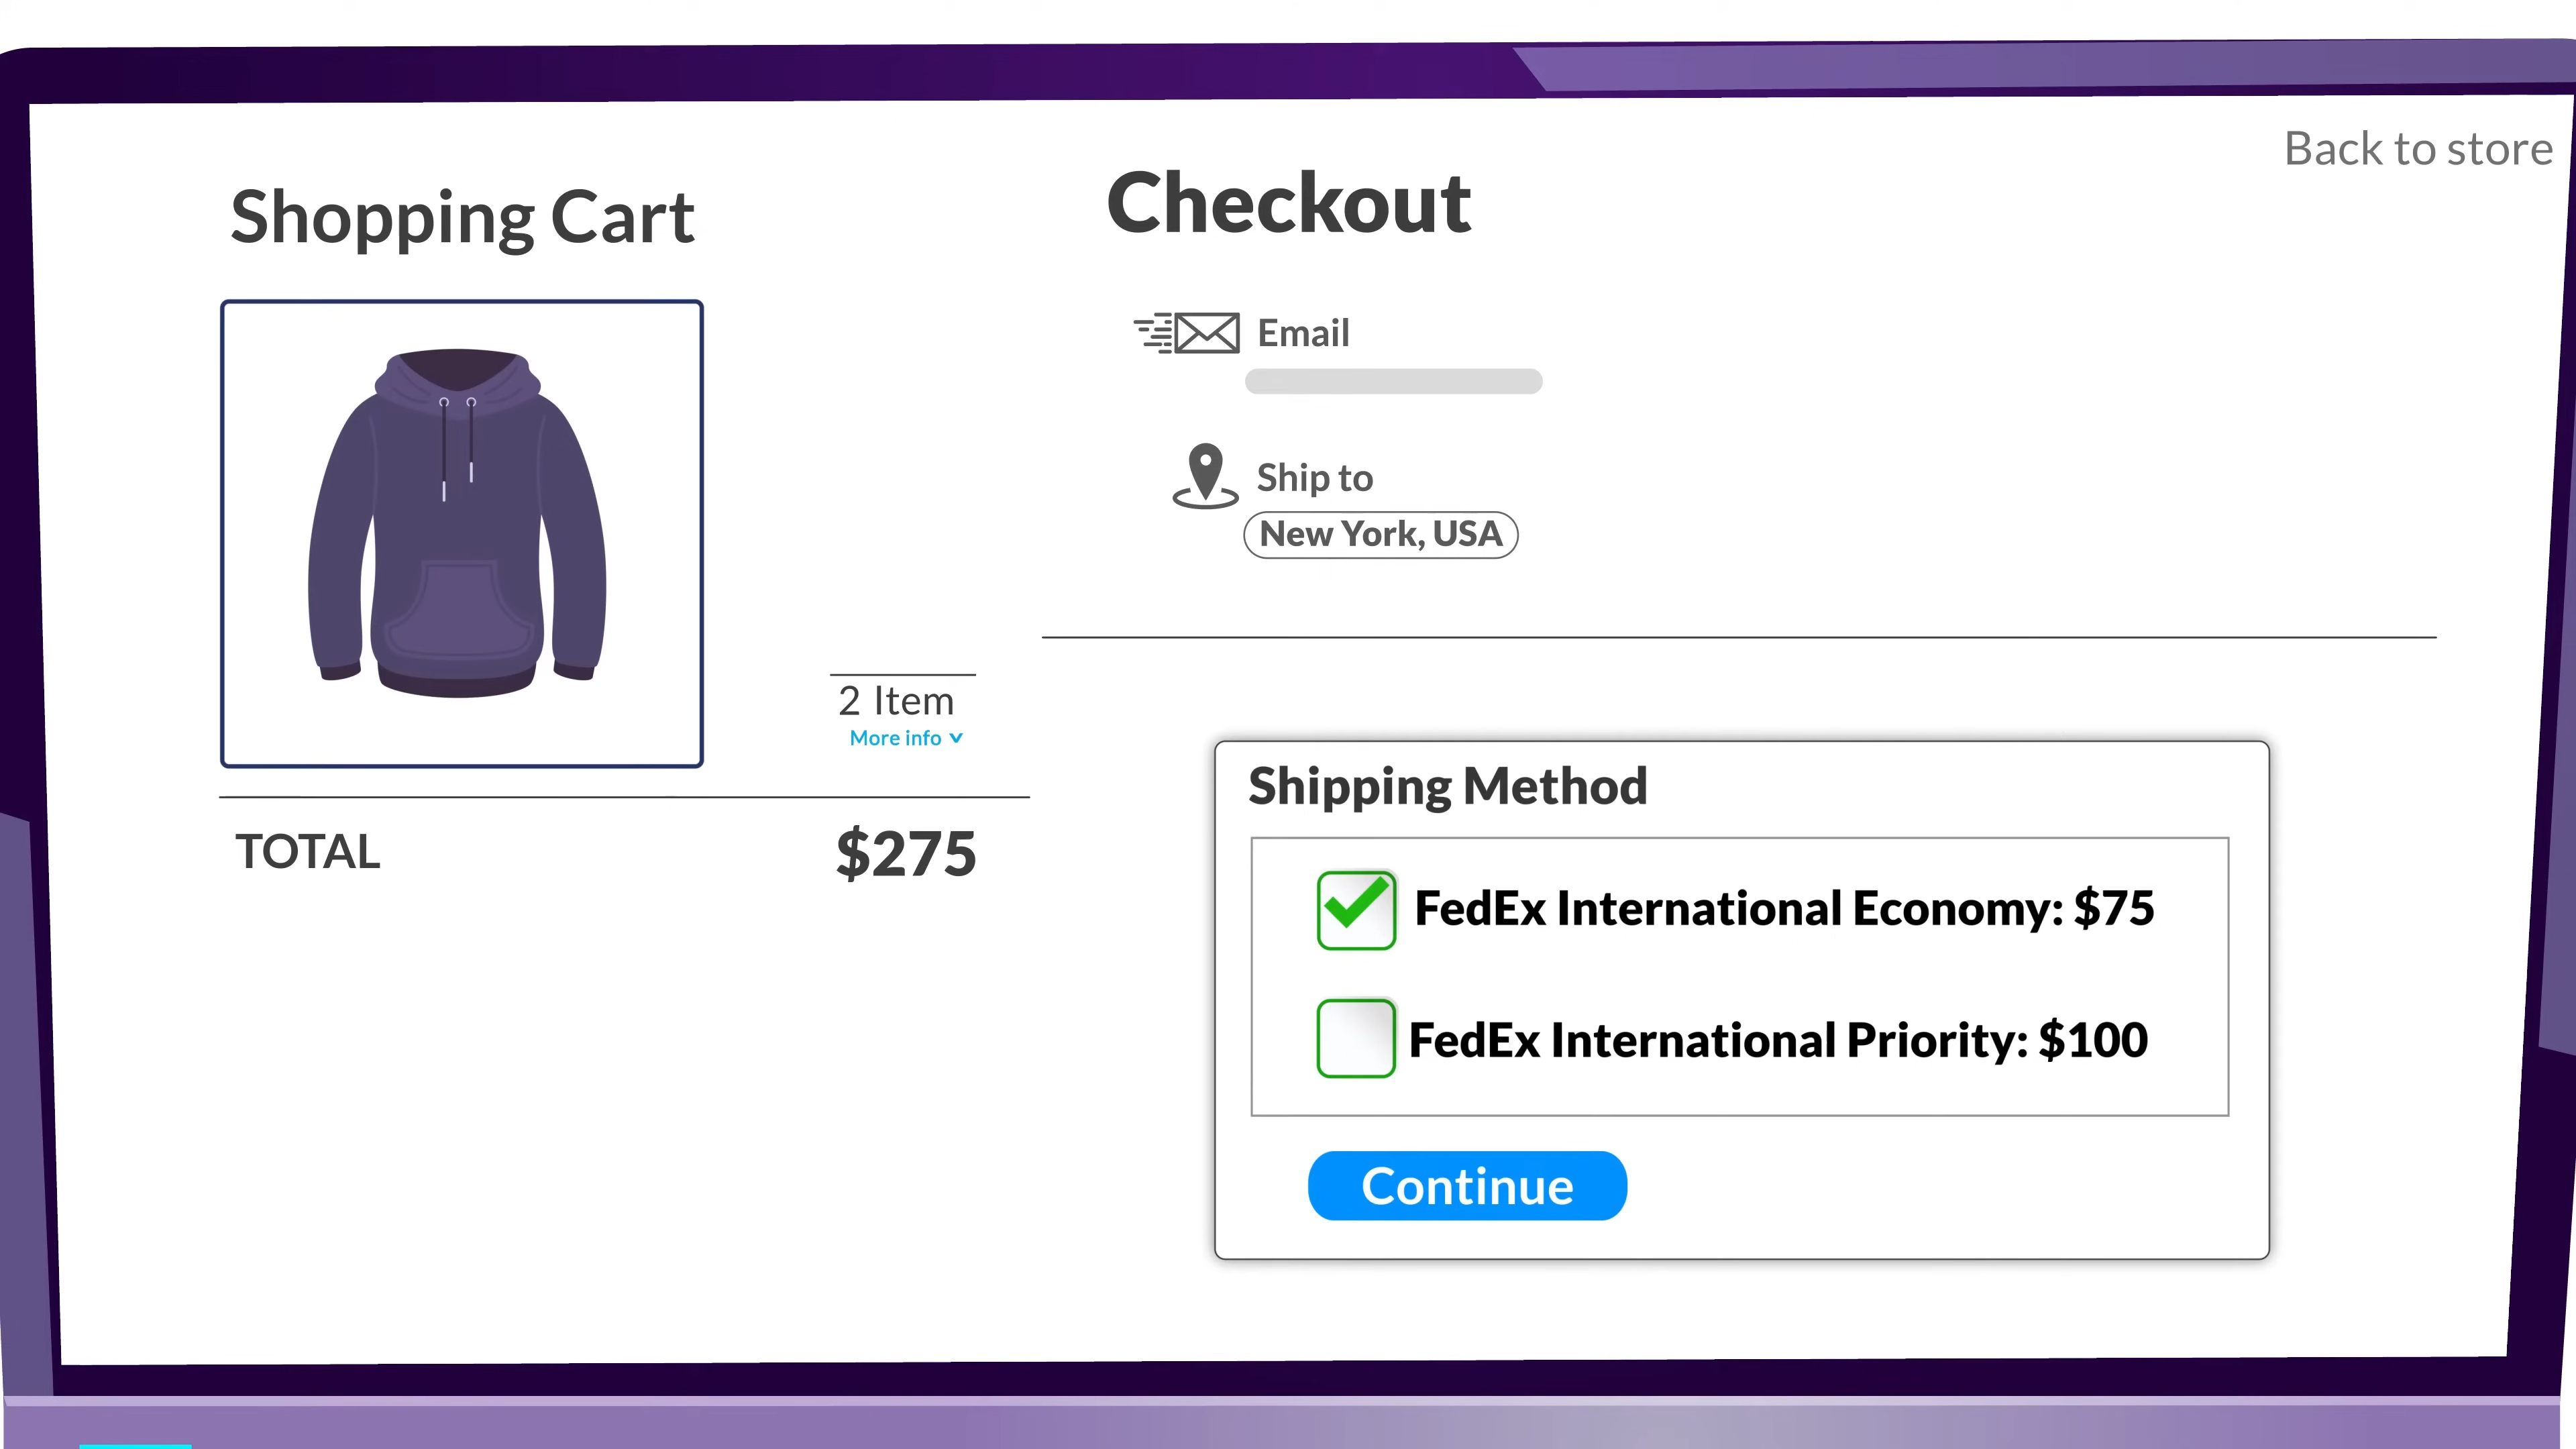 Back to store
Shopping Cart
2 Item
More info
TOTAL
$275
Checkout
Email
Ship to
New York, USA
Shipping Method
FedEx International Economy: $75
FedEx International Priority: $100
Continue